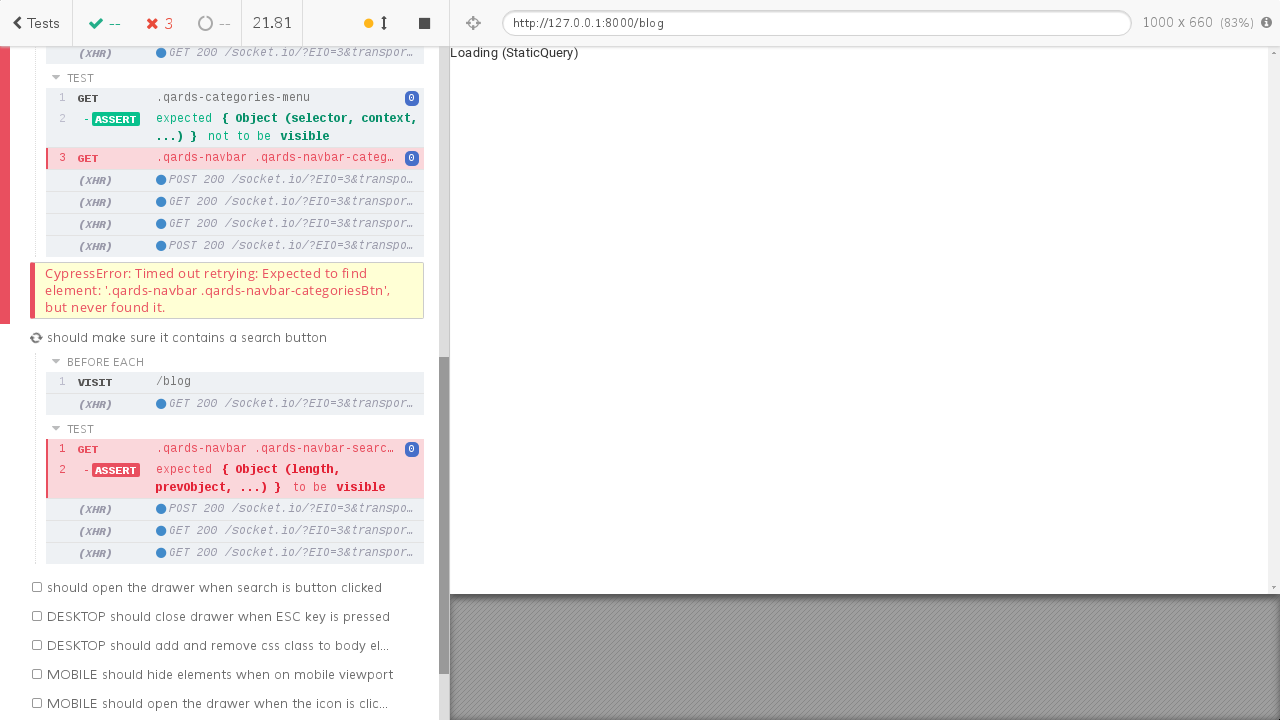 Tests
--
3
--
21.81
http://127.0.0.1:8000/blog
1000 x 660 (83%)
(XHR) GET 200 /socket.io/?EIO=3&transpor…
TEST
1 GET .qards-categories-menu 0
2 - ASSERT expected { Object (selector, context,
…) } not to be visible
3 GET .qards-navbar .qards-navbar-categ… 0
(XHR) POST 200 /socket.io/?EIO=3&transpo…
(XHR) GET 200 /socket.io/?EIO=3&transpor…
(XHR) GET 200 /socket.io/?EIO=3&transpor…
(XHR) POST 200 /socket.io/?EIO=3&transpo…
CypressError: Timed out retrying: Expected to find
element: '.qards-navbar .qards-navbar-categoriesBtn',
but never found it.
should make sure it contains a search button
BEFORE EACH
1 VISIT /blog
(XHR) GET 200 /socket.io/?EIO=3&transpor…
TEST
1 GET .qards-navbar .qards-navbar-searc… 0
2 - ASSERT expected { Object (length,
prevObject, ...) } to be visible
(XHR) POST 200 /socket.io/?EIO=3&transpo…
(XHR) GET 200 /socket.io/?EIO=3&transpor…
(XHR) GET 200 /socket.io/?EIO=3&transpor…
should open the drawer when search is button clicked
DESKTOP should close drawer when ESC key is pressed
DESKTOP should add and remove css class to body el...
MOBILE should hide elements when on mobile viewport
MOBILE should open the drawer when the icon is clic...
Loading (StaticQuery)